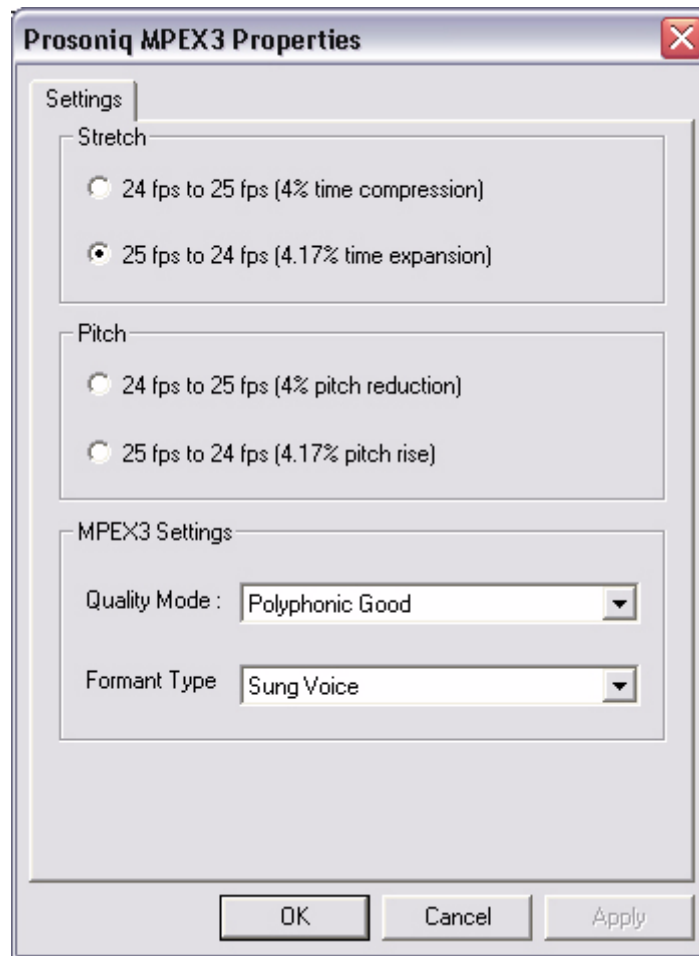 Prosoniq MPEX3 Properties
Settings
Stretch
24 fps to 25 fps (4% time compression)
25 fps to 24 fps (4.17% time expansion)
Pitch
24 fps to 25 fps (4% pitch reduction)
25 fps to 24 fps (4.17% pitch rise)
MPEX3 Settings
Quality Mode : Polyphonic Good
Formant Type Sung Voice
OK Cancel Apply